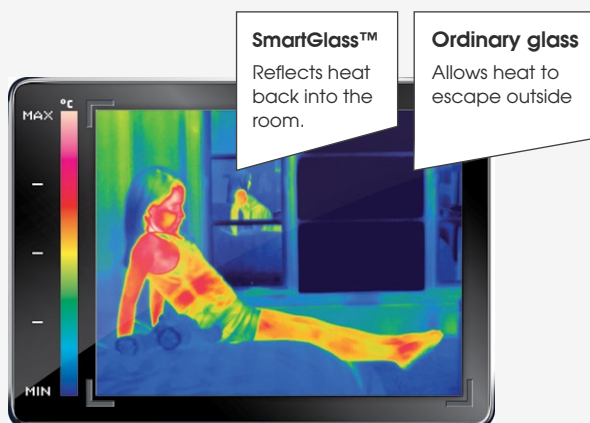 SmartGlass™
Reflects heat
back into the
room.
Ordinary glass
Allows heat to
escape outside
°C
MAX
MIN